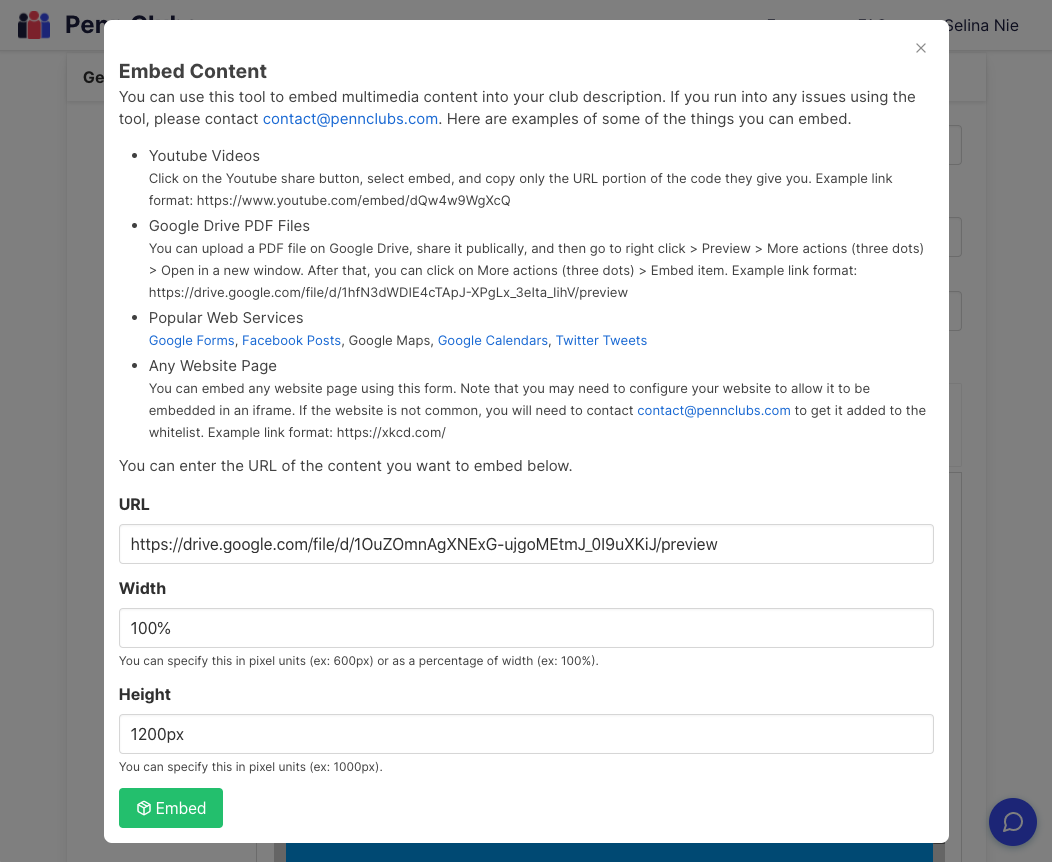 Selina Nie
Ge
Embed Content
You can use this tool to embed multimedia content into your club description. If you run into any issues using the
tool, please contact contact@pennclubs.com. Here are examples of some of the things you can embed.
• Youtube Videos
Click on the Youtube share button, select embed, and copy only the URL portion of the code they give you. Example link
format: https://www.youtube.com/embed/dQw4w9WgXcQ
• Google Drive PDF Files
You can upload a PDF file on Google Drive, share it publically, and then go to right click > Preview > More actions (three dots)
> Open in a new window. After that, you can click on More actions (three dots) > Embed item. Example link format:
https://drive.google.com/file/d/1hfN3dWDIE4cTApJ-XPgLx_3eIta_IihV/preview
• Popular Web Services
Google Forms, Facebook Posts, Google Maps, Google Calendars, Twitter Tweets
• Any Website Page
You can embed any website page using this form. Note that you may need to configure your website to allow it to be
embedded in an iframe. If the website is not common, you will need to contact contact@pennclubs.com to get it added to the
whitelist. Example link format: https://xkcd.com/
You can enter the URL of the content you want to embed below.
URL
https://drive.google.com/file/d/1OuZOmnAgXNExG-ujgoMEtmJ_0I9uXKiJ/preview
Width
100%
You can specify this in pixel units (ex: 600px) or as a percentage of width (ex: 100%).
Height
1200px
You can specify this in pixel units (ex: 1000px).
Embed